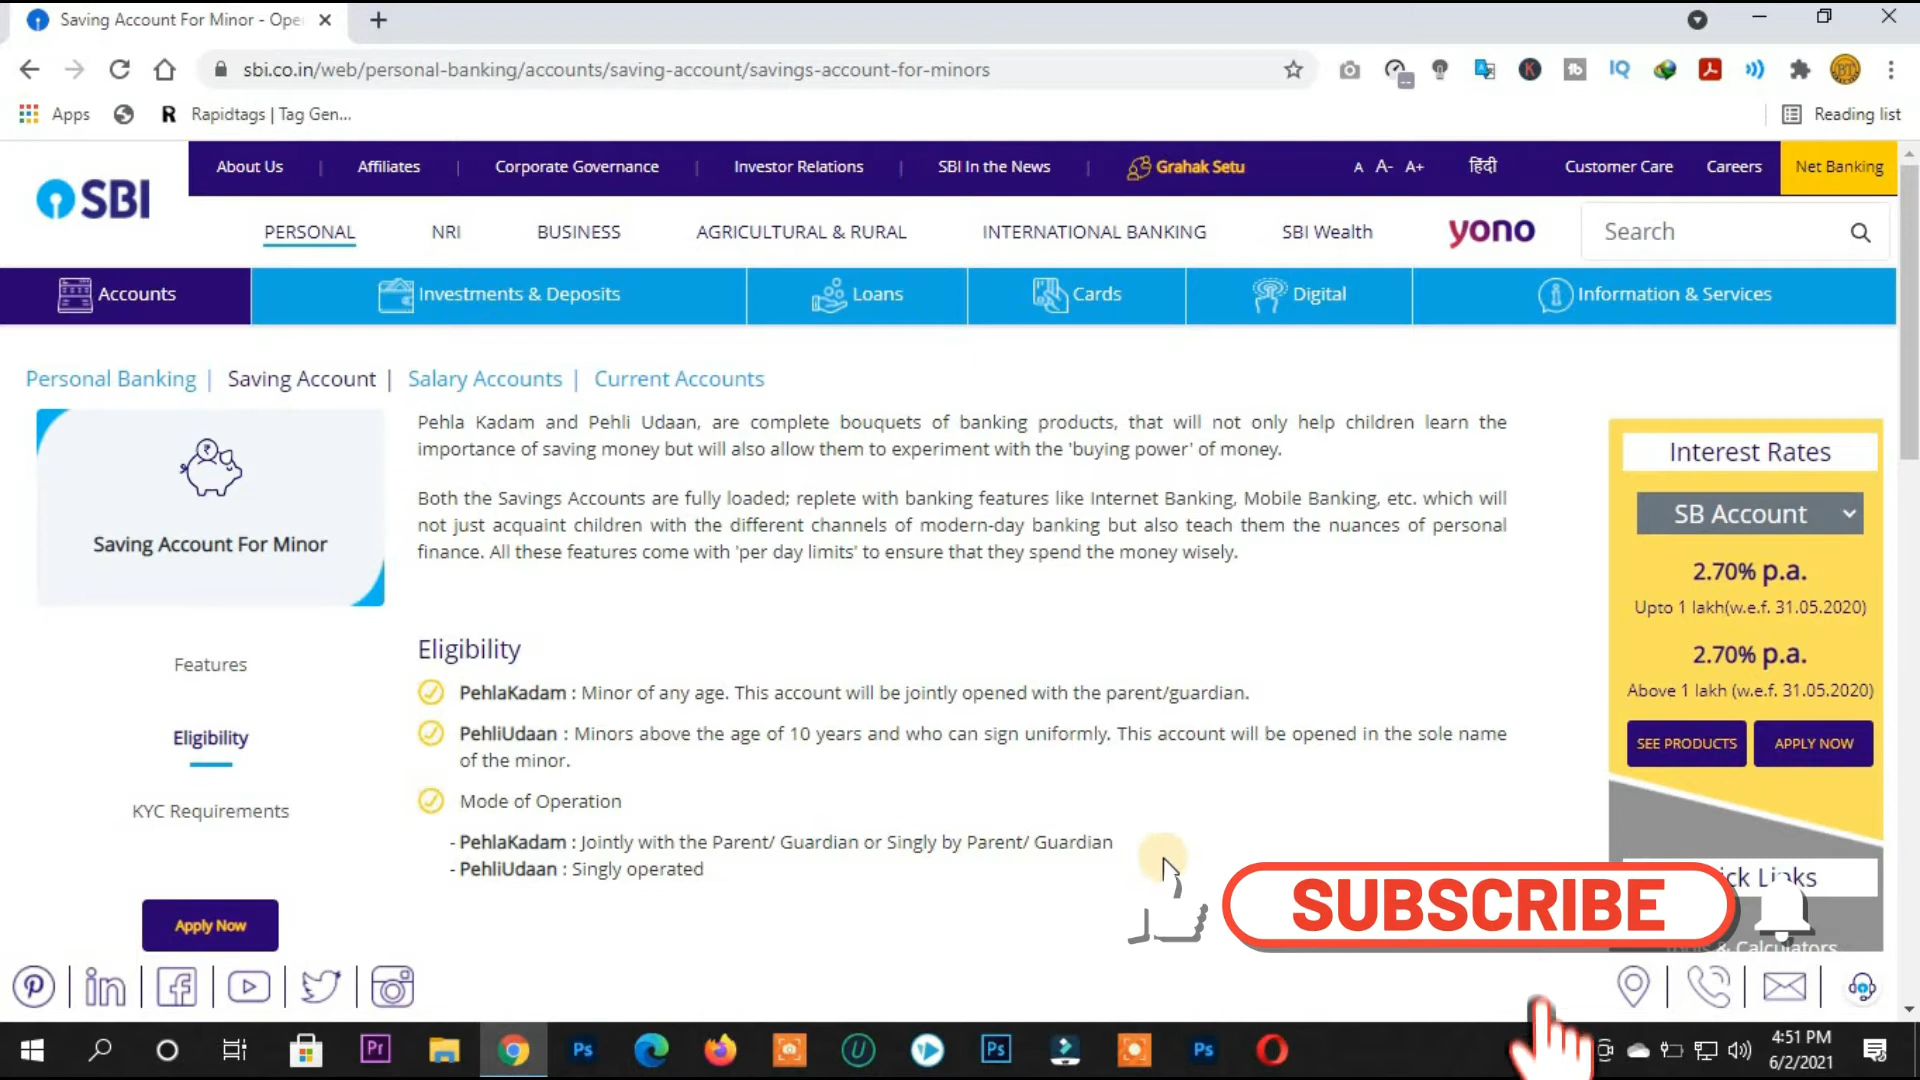 Saving Account For Minor - Ope
sbi.co.in/web/personal-banking/accounts/saving-account/savings-account-for-minors
Apps
R Rapidtags | Tag Gen...
Reading list
SBI
About Us | Affiliates | Corporate Governance | Investor Relations | SBI In the News | Grahak Setu A A- A+ हिंदी Customer Care Careers Net Banking
PERSONAL NRI BUSINESS AGRICULTURAL & RURAL INTERNATIONAL BANKING SBI Wealth yono Search
Accounts Investments & Deposits Loans Cards Digital Information & Services
Personal Banking | Saving Account | Salary Accounts | Current Accounts
Saving Account For Minor
Features
Eligibility
KYC Requirements
Apply Now
Pehla Kadam and Pehli Udaan, are complete bouquets of banking products, that will not only help children learn the
importance of saving money but will also allow them to experiment with the 'buying power' of money.
Both the Savings Accounts are fully loaded; replete with banking features like Internet Banking, Mobile Banking, etc. which will
not just acquaint children with the different channels of modern-day banking but also teach them the nuances of personal
finance. All these features come with 'per day limits' to ensure that they spend the money wisely.
Eligibility
PehlaKadam : Minor of any age. This account will be jointly opened with the parent/guardian.
PehliUdaan : Minors above the age of 10 years and who can sign uniformly. This account will be opened in the sole name
of the minor.
Mode of Operation
- PehlaKadam : Jointly with the Parent/ Guardian or Singly by Parent/ Guardian
- PehliUdaan : Singly operated
Interest Rates
SB Account
2.70% p.a.
Upto 1 lakh(w.e.f. 31.05.2020)
2.70% p.a.
Above 1 lakh (w.e.f. 31.05.2020)
SEE PRODUCTS APPLY NOW
Links
& Calculators
SUBSCRIBE
4:51 PM
6/2/2021